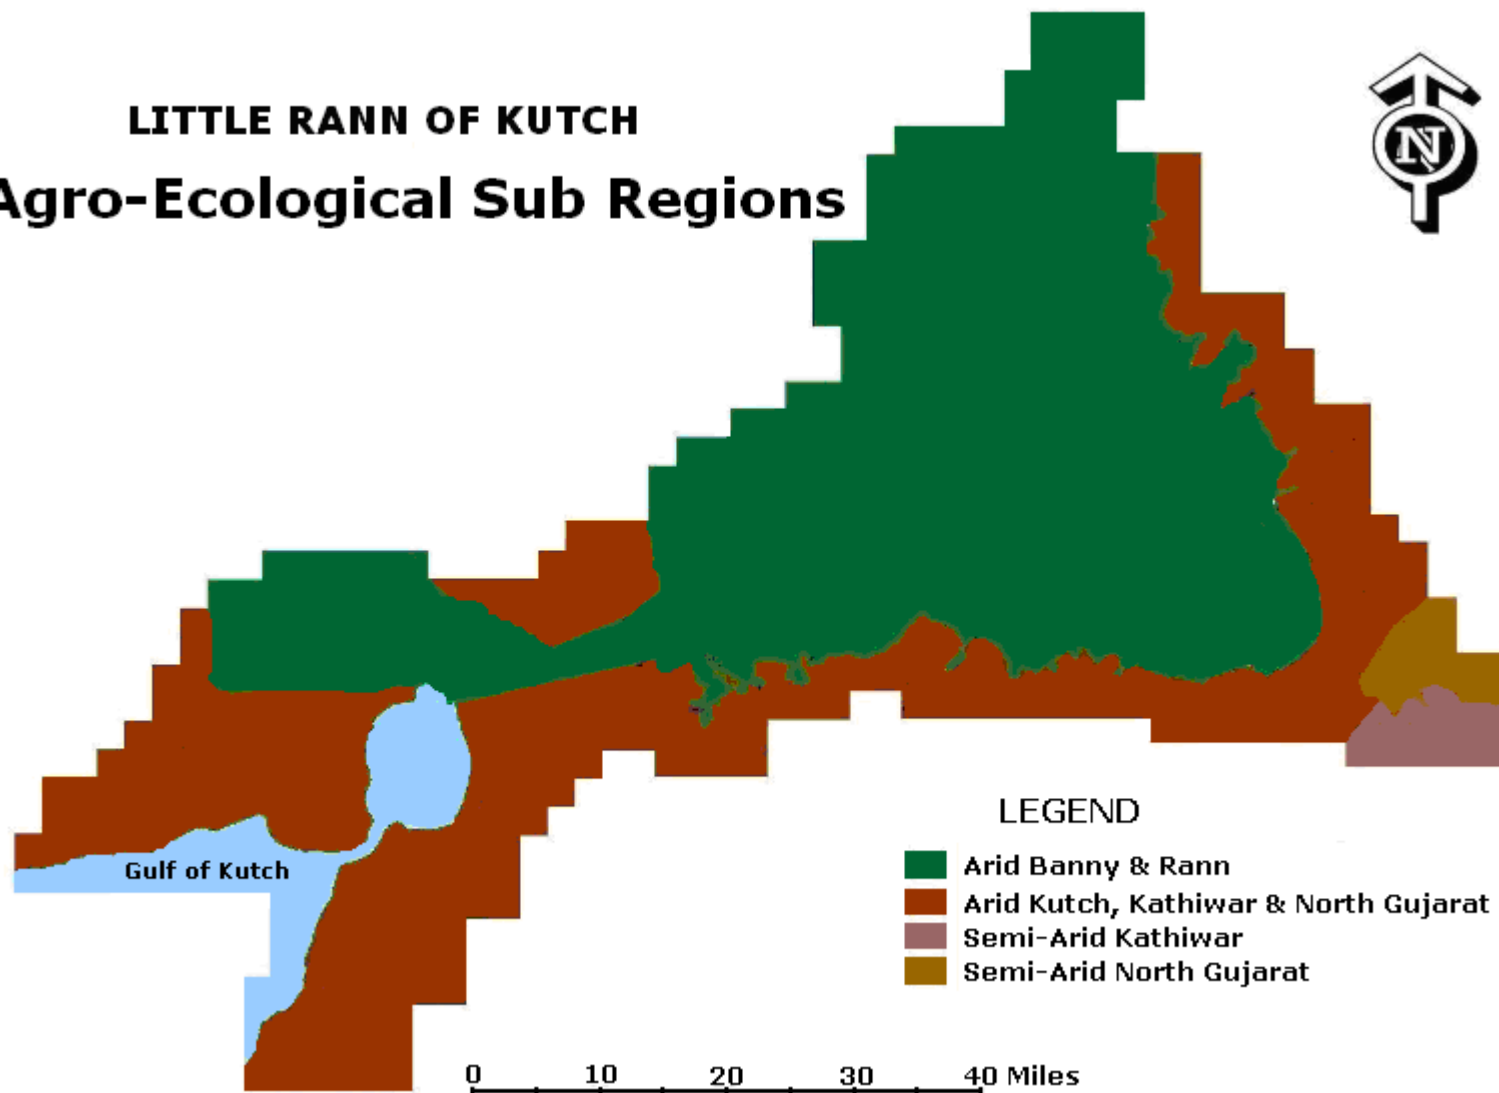 LITTLE RANN OF KUTCH
Agro-Ecological Sub Regions
N
Gulf of Kutch
LEGEND
Arid Banny & Rann
Arid Kutch, Kathiwar & North Gujarat
Semi-Arid Kathiwar
Semi-Arid North Gujarat
0 10 20 30 40 Miles